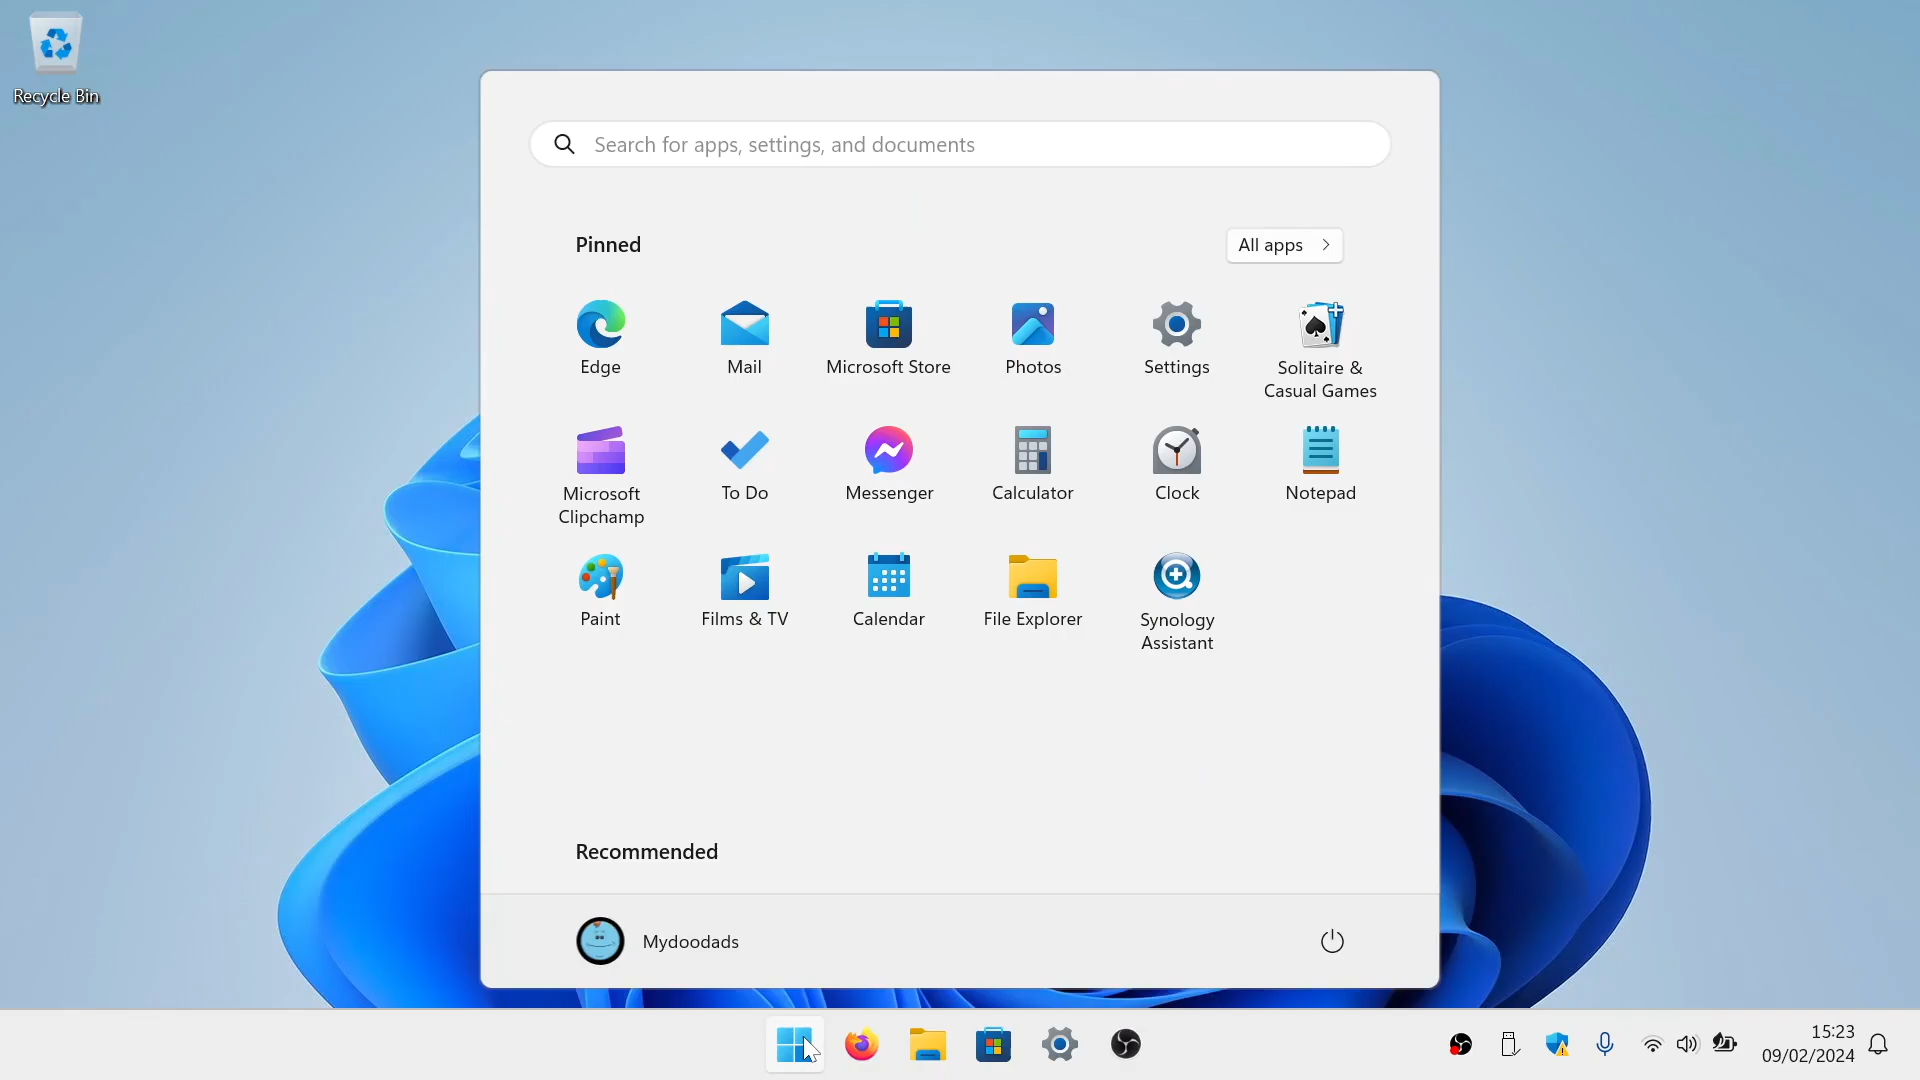 Recycle Bin
Search for apps, settings, and documents
Pinned
All apps
Edge
Mail
Microsoft Store
Photos
Settings
Solitaire &
Casual Games
Microsoft
Clipchamp
To Do
Messenger
Calculator
Clock
Notepad
Paint
Films & TV
Calendar
File Explorer
Synology
Assistant
Recommended
Mydoodads
15:23
09/02/2024